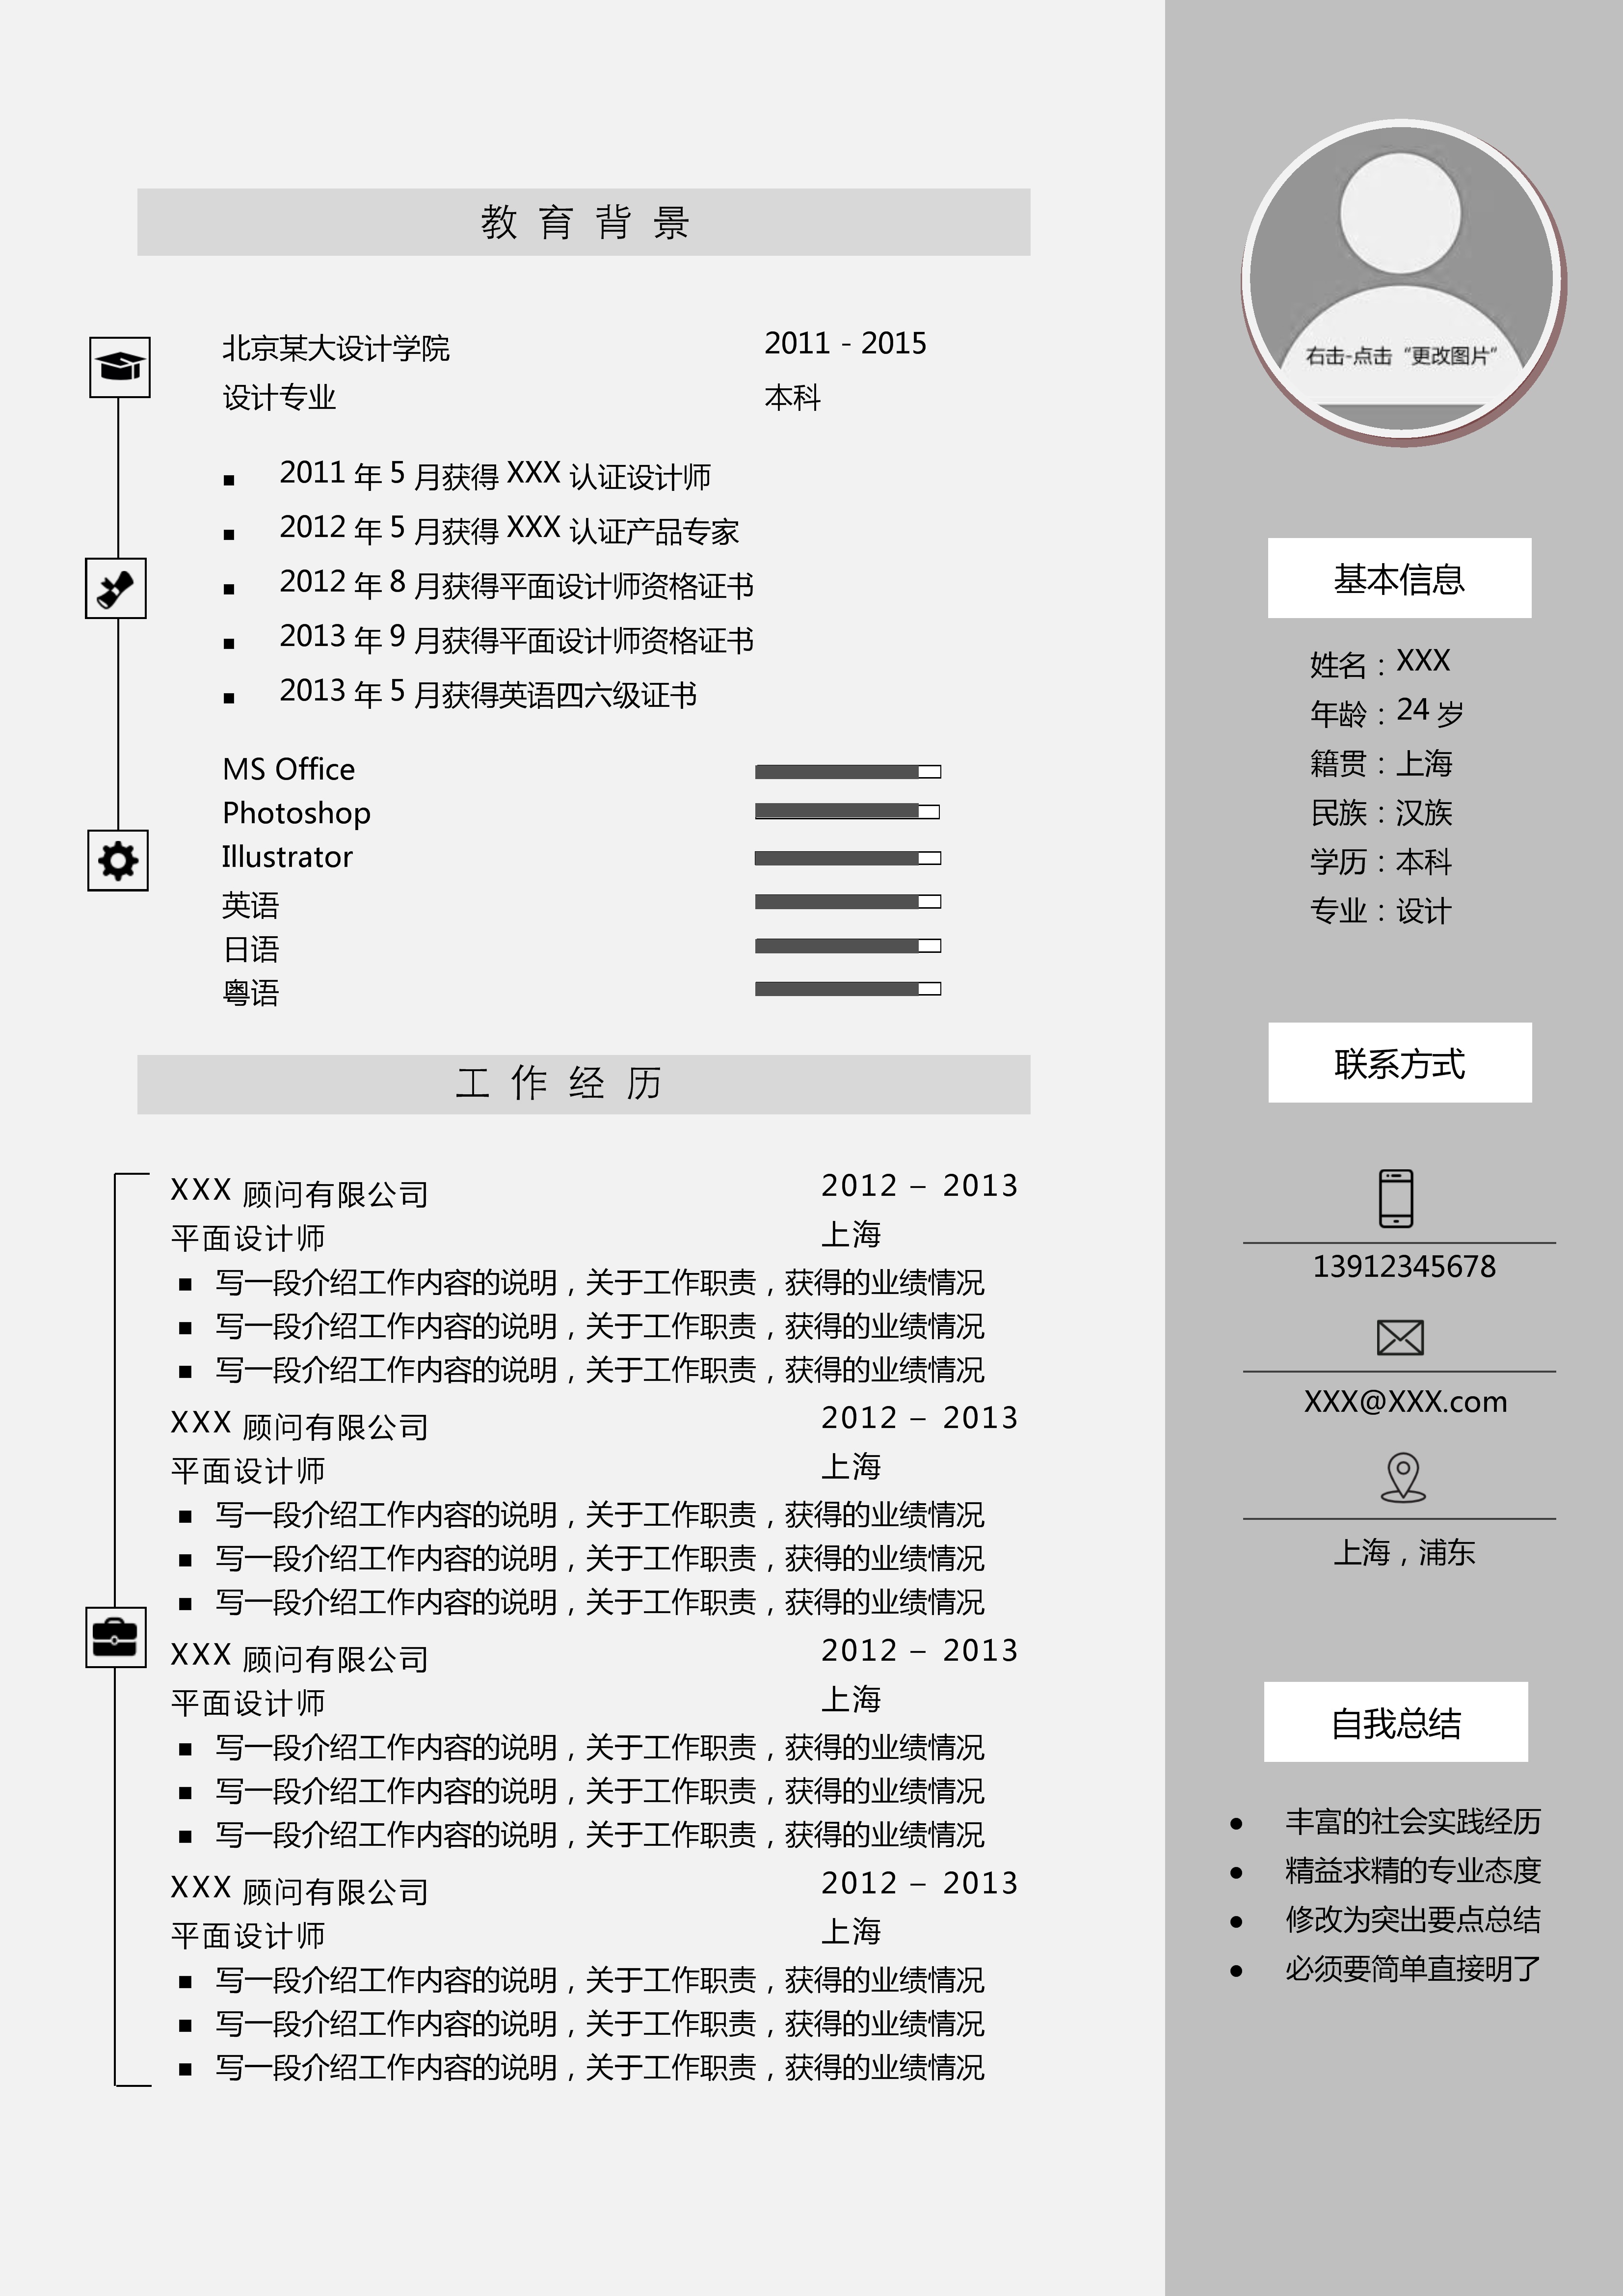 教育背景
北京某大设计学院 2011 - 2015
设计专业 本科
2011 年 5 月获得 XXX 认证设计师
2012 年 5 月获得 XXX 认证产品专家
2012 年 8 月获得平面设计师资格证书
2013 年 9 月获得平面设计师资格证书
2013 年 5 月获得英语四六级证书
MS Office
Photoshop
Illustrator
英语
日语
粤语
工作经历
XXX 顾问有限公司 2012 – 2013
平面设计师 上海
写一段介绍工作内容的说明，关于工作职责，获得的业绩情况
写一段介绍工作内容的说明，关于工作职责，获得的业绩情况
写一段介绍工作内容的说明，关于工作职责，获得的业绩情况
XXX 顾问有限公司 2012 – 2013
平面设计师 上海
写一段介绍工作内容的说明，关于工作职责，获得的业绩情况
写一段介绍工作内容的说明，关于工作职责，获得的业绩情况
写一段介绍工作内容的说明，关于工作职责，获得的业绩情况
XXX 顾问有限公司 2012 – 2013
平面设计师 上海
写一段介绍工作内容的说明，关于工作职责，获得的业绩情况
写一段介绍工作内容的说明，关于工作职责，获得的业绩情况
写一段介绍工作内容的说明，关于工作职责，获得的业绩情况
XXX 顾问有限公司 2012 – 2013
平面设计师 上海
写一段介绍工作内容的说明，关于工作职责，获得的业绩情况
写一段介绍工作内容的说明，关于工作职责，获得的业绩情况
写一段介绍工作内容的说明，关于工作职责，获得的业绩情况
右击-点击“更改图片”
基本信息
姓名：XXX
年龄：24 岁
籍贯：上海
民族：汉族
学历：本科
专业：设计
联系方式
13912345678
XXX@XXX.com
上海，浦东
自我总结
丰富的社会实践经历
精益求精的专业态度
修改为突出要点总结
必须要简单直接明了